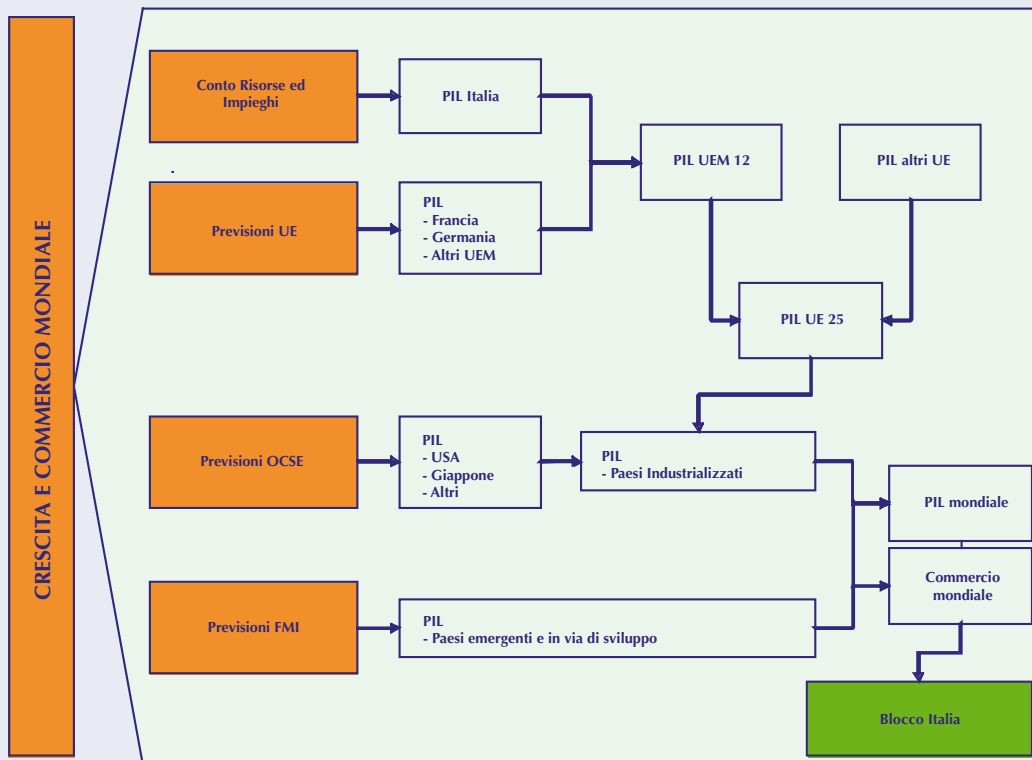 CRESCITA E COMMERCIO MONDIALE
Conto Risorse ed
Impieghi
PIL Italia
PIL UEM 12
PIL altri UE
Previsioni UE
PIL
- Francia
- Germania
- Altri UEM
PIL UE 25
Previsioni OCSE
PIL
- USA
- Giappone
- Altri
PIL
- Paesi Industrializzati
PIL mondiale
Commercio
mondiale
Previsioni FMI
PIL
- Paesi emergenti e in via di sviluppo
Blocco Italia